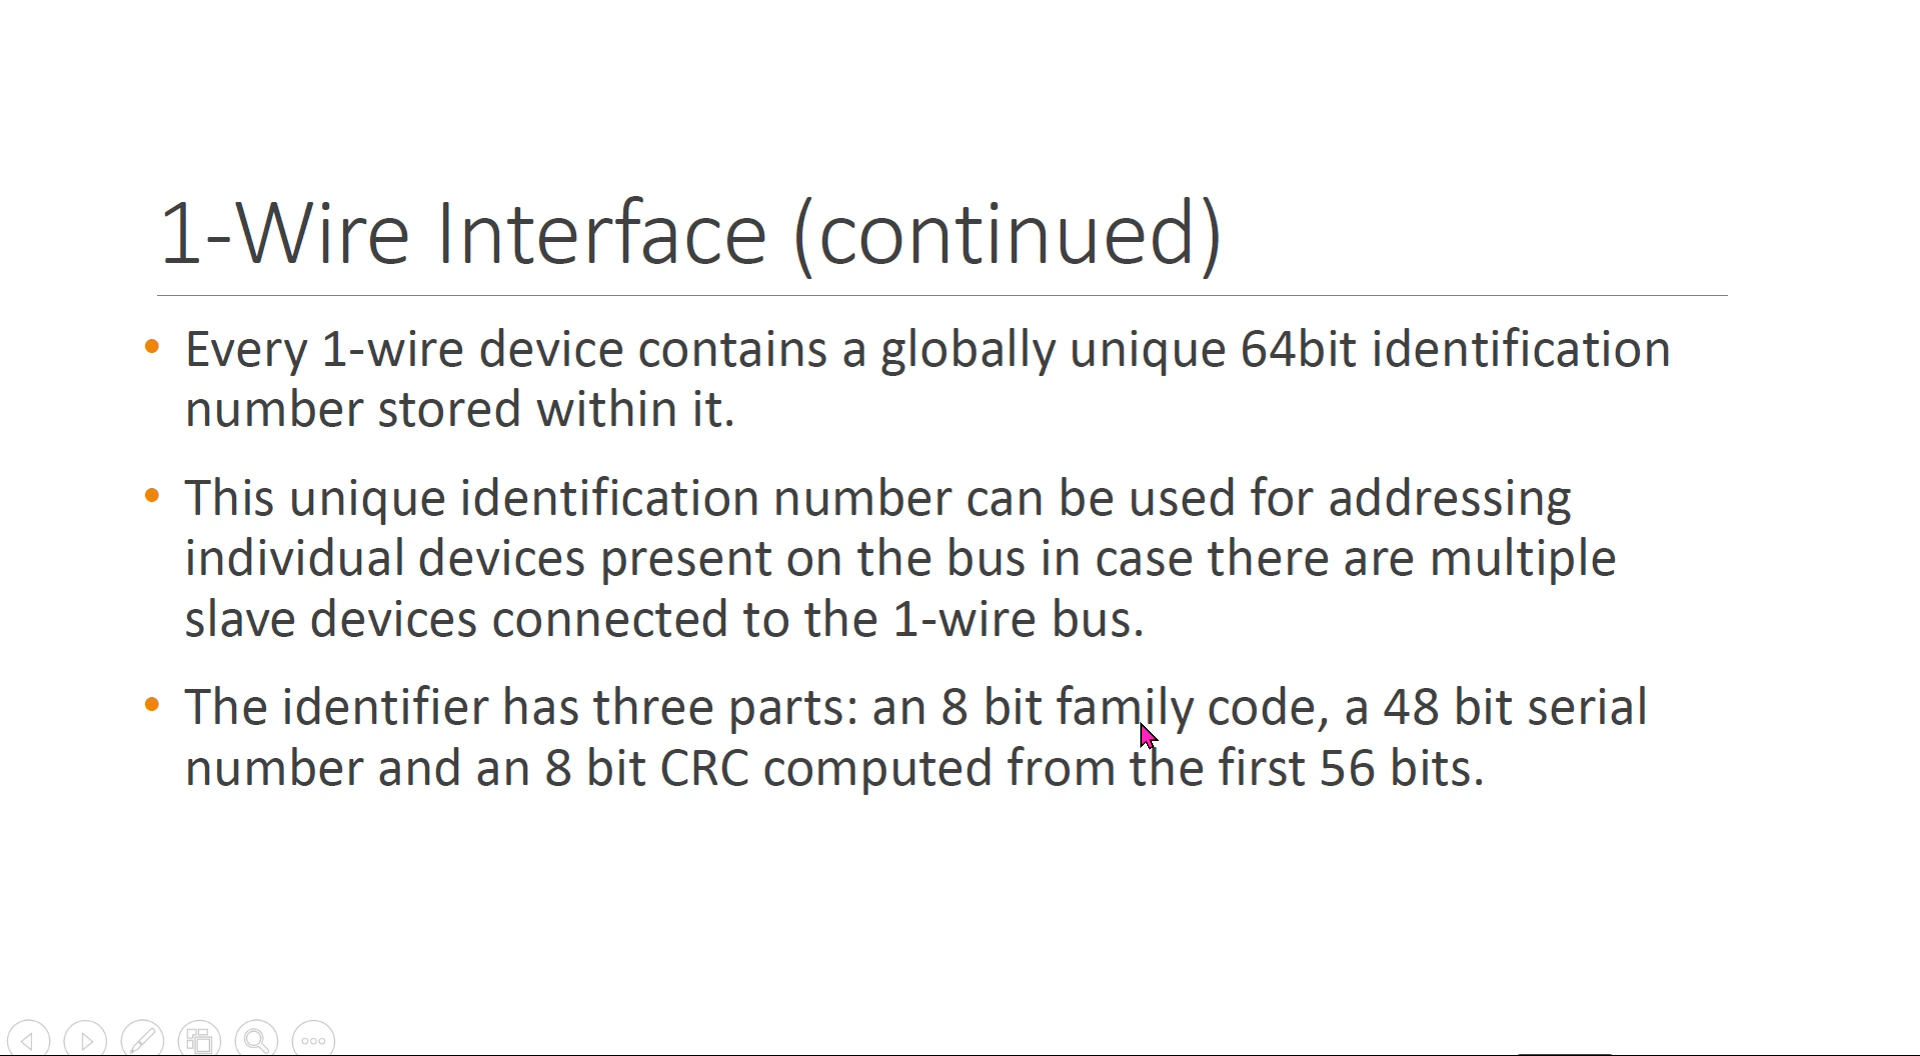 1-Wire Interface (continued)
• Every 1-wire device contains a globally unique 64bit identification
number stored within it.
• This unique identification number can be used for addressing
individual devices present on the bus in case there are multiple
slave devices connected to the 1-wire bus.
• The identifier has three parts: an 8 bit family code, a 48 bit serial
number and an 8 bit CRC computed from the first 56 bits.